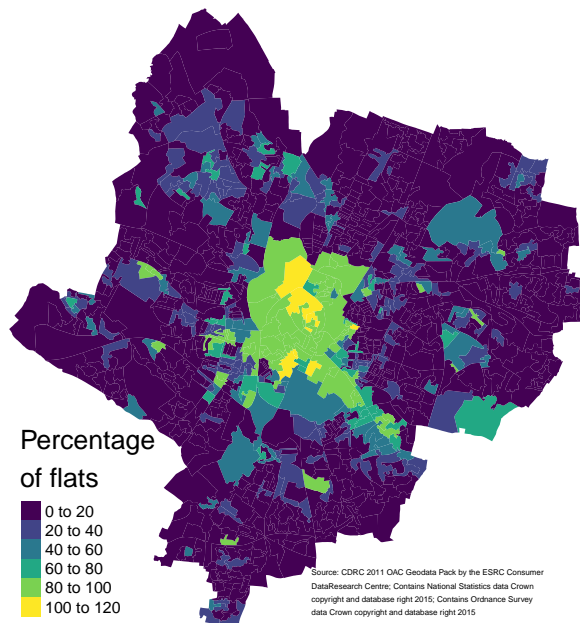 Percentage
of flats
0 to 20
20 to 40
40 to 60
60 to 80
80 to 100
100 to 120
Source: CDRC 2011 OAC Geodata Pack by the ESRC Consumer
DataResearch Centre; Contains National Statistics data Crown
copyright and database right 2015; Contains Ordnance Survey
data Crown copyright and database right 2015